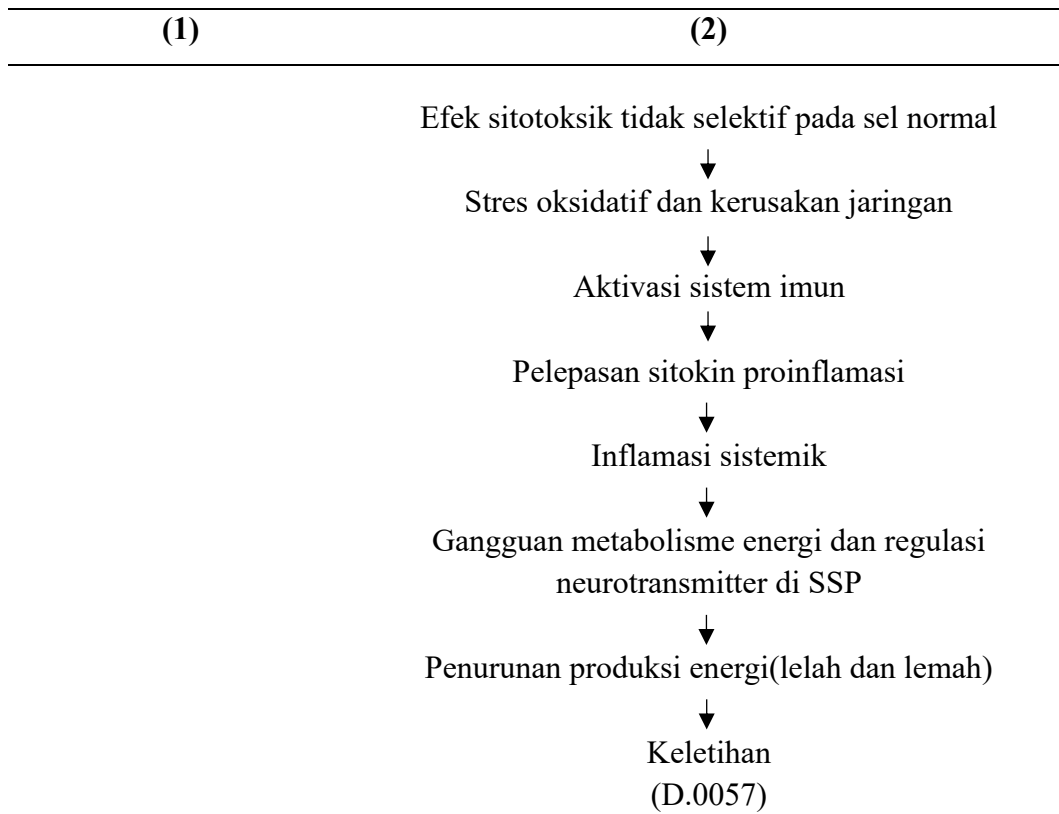 (1) (2)
Efek sitotoksik tidak selektif pada sel normal
Stres oksidatif dan kerusakan jaringan
Aktivasi sistem imun
Pelepasan sitokin proinflamasi
Inflamasi sistemik
Gangguan metabolisme energi dan regulasi
neurotransmitter di SSP
Penurunan produksi energi(lelah dan lemah)
Keletihan
(D.0057)